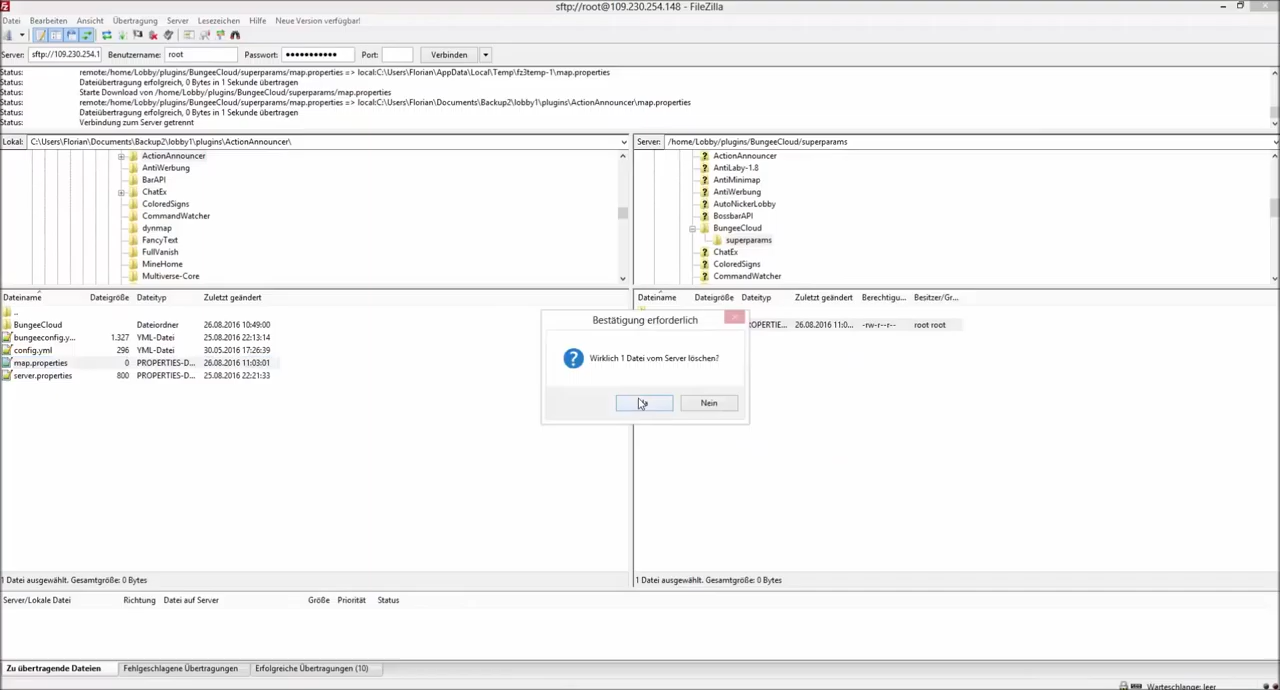 sftp://root@109.230.254.148 - FileZilla
Datei Bearbeiten Ansicht Übertragung Server Lesezeichen Hilfe Neue Version verfügbar!
Server: sftp://109.230.254.1 Benutzername: root Passwort: ●●●●●●●●●●● Port: Verbinden
Status: remote:/home/Lobby/plugins/BungeeCloud/superparams/map.properties => local:C:\Users\Florian\AppData\Local\Temp\fz3temp-1\map.properties
Status: Dateiübertragung erfolgreich, 0 Bytes in 1 Sekunde übertragen
Status: Starte Download von /home/Lobby/plugins/BungeeCloud/superparams/map.properties
Status: remote:/home/Lobby/plugins/BungeeCloud/superparams/map.properties => local:C:\Users\Florian\Documents\Backup2\lobby1\plugins\ActionAnnouncer\map.properties
Status: Dateiübertragung erfolgreich, 0 Bytes in 1 Sekunde übertragen
Status: Verbindung zum Server getrennt
Lokal: C:\Users\Florian\Documents\Backup2\lobby1\plugins\ActionAnnouncer\
ActionAnnouncer
AntiWerbung
BarAPI
ChatEx
ColoredSigns
CommandWatcher
dynmap
FancyText
FullVanish
MineHome
Multiverse-Core
Server: /home/Lobby/plugins/BungeeCloud/superparams
ActionAnnouncer
AntiLaby-1.8
AntiMinimap
AntiWerbung
AutoNickerLobby
BossbarAPI
BungeeCloud
superparams
ChatEx
ColoredSigns
CommandWatcher
Dateiname Dateigröße Dateityp Zuletzt geändert
..
BungeeCloud Dateiordner 26.08.2016 10:49:00
bungeeconfig.y... 1.327 YML-Datei 25.08.2016 22:13:14
config.yml 296 YML-Datei 30.05.2016 17:26:39
map.properties 0 PROPERTIES-D... 26.08.2016 11:03:01
server.properties 800 PROPERTIES-D... 25.08.2016 22:21:33
Dateiname Dateigröße Dateityp Zuletzt geändert Berechtigu... Besitzer/Gr...
26.08.2016 11:0... -rw-r--r-- root root
Bestätigung erforderlich
Wirklich 1 Datei vom Server löschen?
Nein
1 Datei ausgewählt. Gesamtgröße: 0 Bytes
1 Datei ausgewählt. Gesamtgröße: 0 Bytes
Server/Lokale Datei Richtung Datei auf Server Größe Priorität Status
Zu übertragende Dateien Fehlgeschlagene Übertragungen Erfolgreiche Übertragungen (10)
Warteschlange: leer